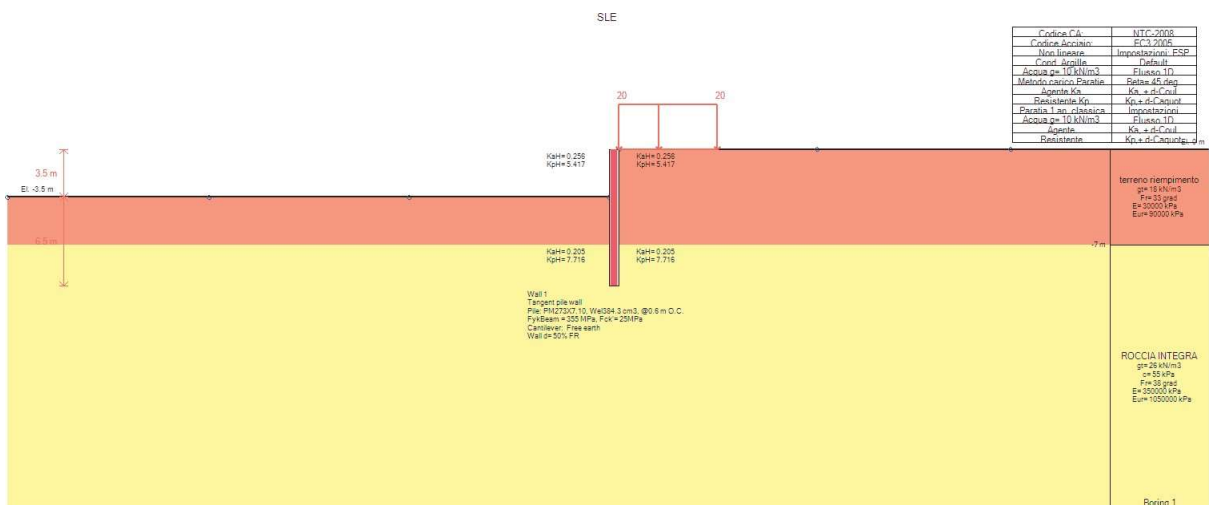 SLE
Codice CA: NTC-2008
Codice Acciaio: EC3 2005
Non lineare Impostazioni: ESP
Cond. Argille Default
Acqua g= 10 kN/m3 Flusso 1D
Metodo carico Paratie Beta= 45 deg
Agente Ka Ka, + d-Coul
Resistente Kp Kp,+ d-Caquot
Paratia 1 an. classica Impostazioni
Acqua g= 10 kN/m3 Flusso 1D
Agente Ka, + d-Coul
Resistente Kp,+ d-Caquot
El. 0 m
20 20
3.5 m
El. -3.5 m
6.5 m
KaH= 0.256
KpH= 5.417
KaH= 0.256
KpH= 5.417
terreno riempimento
gt= 18 kN/m3
Fr= 33 grad
E= 30000 kPa
Eur= 90000 kPa
-7 m
KaH= 0.205
KpH= 7.716
KaH= 0.205
KpH= 7.716
Wall 1
Tangent pile wall
Pile: PM273X7.10, Wel384.3 cm3, @0.6 m O.C.
FykBeam = 355 MPa, Fck'= 25MPa
Cantilever: Free earth
Wall d= 50% FR
ROCCIA INTEGRA
gt= 26 kN/m3
c= 55 kPa
Fr= 38 grad
E= 350000 kPa
Eur= 1050000 kPa
Boring 1